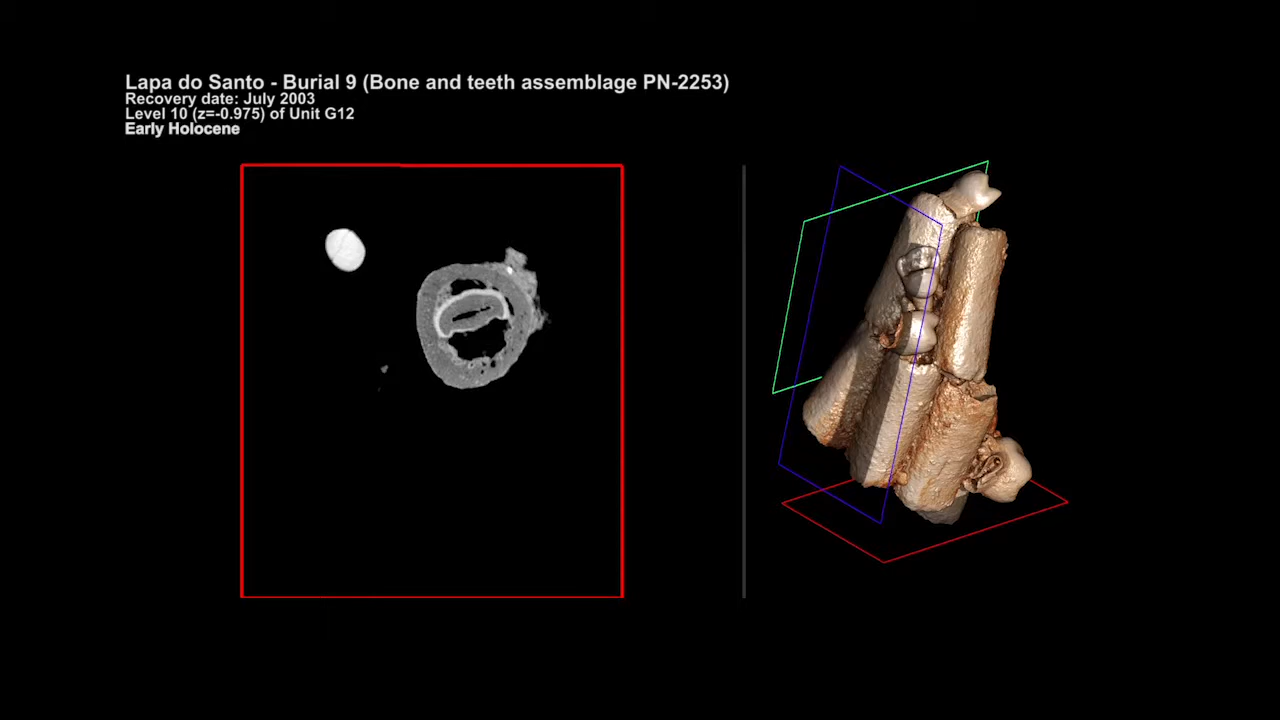 Lapa do Santo - Burial 9 (Bone and teeth assemblage PN-2253)
Recovery date: July 2003
Level 10 (z=-0.975) of Unit G12
Early Holocene